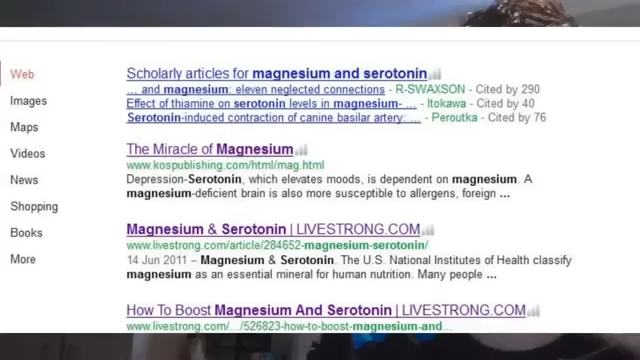 Web
Images
Maps
Videos
News
Shopping
Books
More
Scholarly articles for magnesium and serotonin
... and magnesium: eleven neglected connections - R-SWAXSON - Cited by 290
Effect of thiamine on serotonin levels in magnesium- ... - Itokawa - Cited by 40
Serotonin-induced contraction of canine basilar artery: ... - Peroutka - Cited by 76
The Miracle of Magnesium
www.kospublishing.com/html/mag.html
Depression-Serotonin, which elevates moods, is dependent on magnesium. A
magnesium-deficient brain is also more susceptible to allergens, foreign ...
Magnesium & Serotonin | LIVESTRONG.COM
www.livestrong.com/article/284652-magnesium-serotonin/
14 Jun 2011 – Magnesium & Serotonin. The U.S. National Institutes of Health classify
magnesium as an essential mineral for human nutrition. Many people ...
How To Boost Magnesium And Serotonin | LIVESTRONG.COM
www.livestrong.com/.../526823-how-to-boost-magnesium-and...